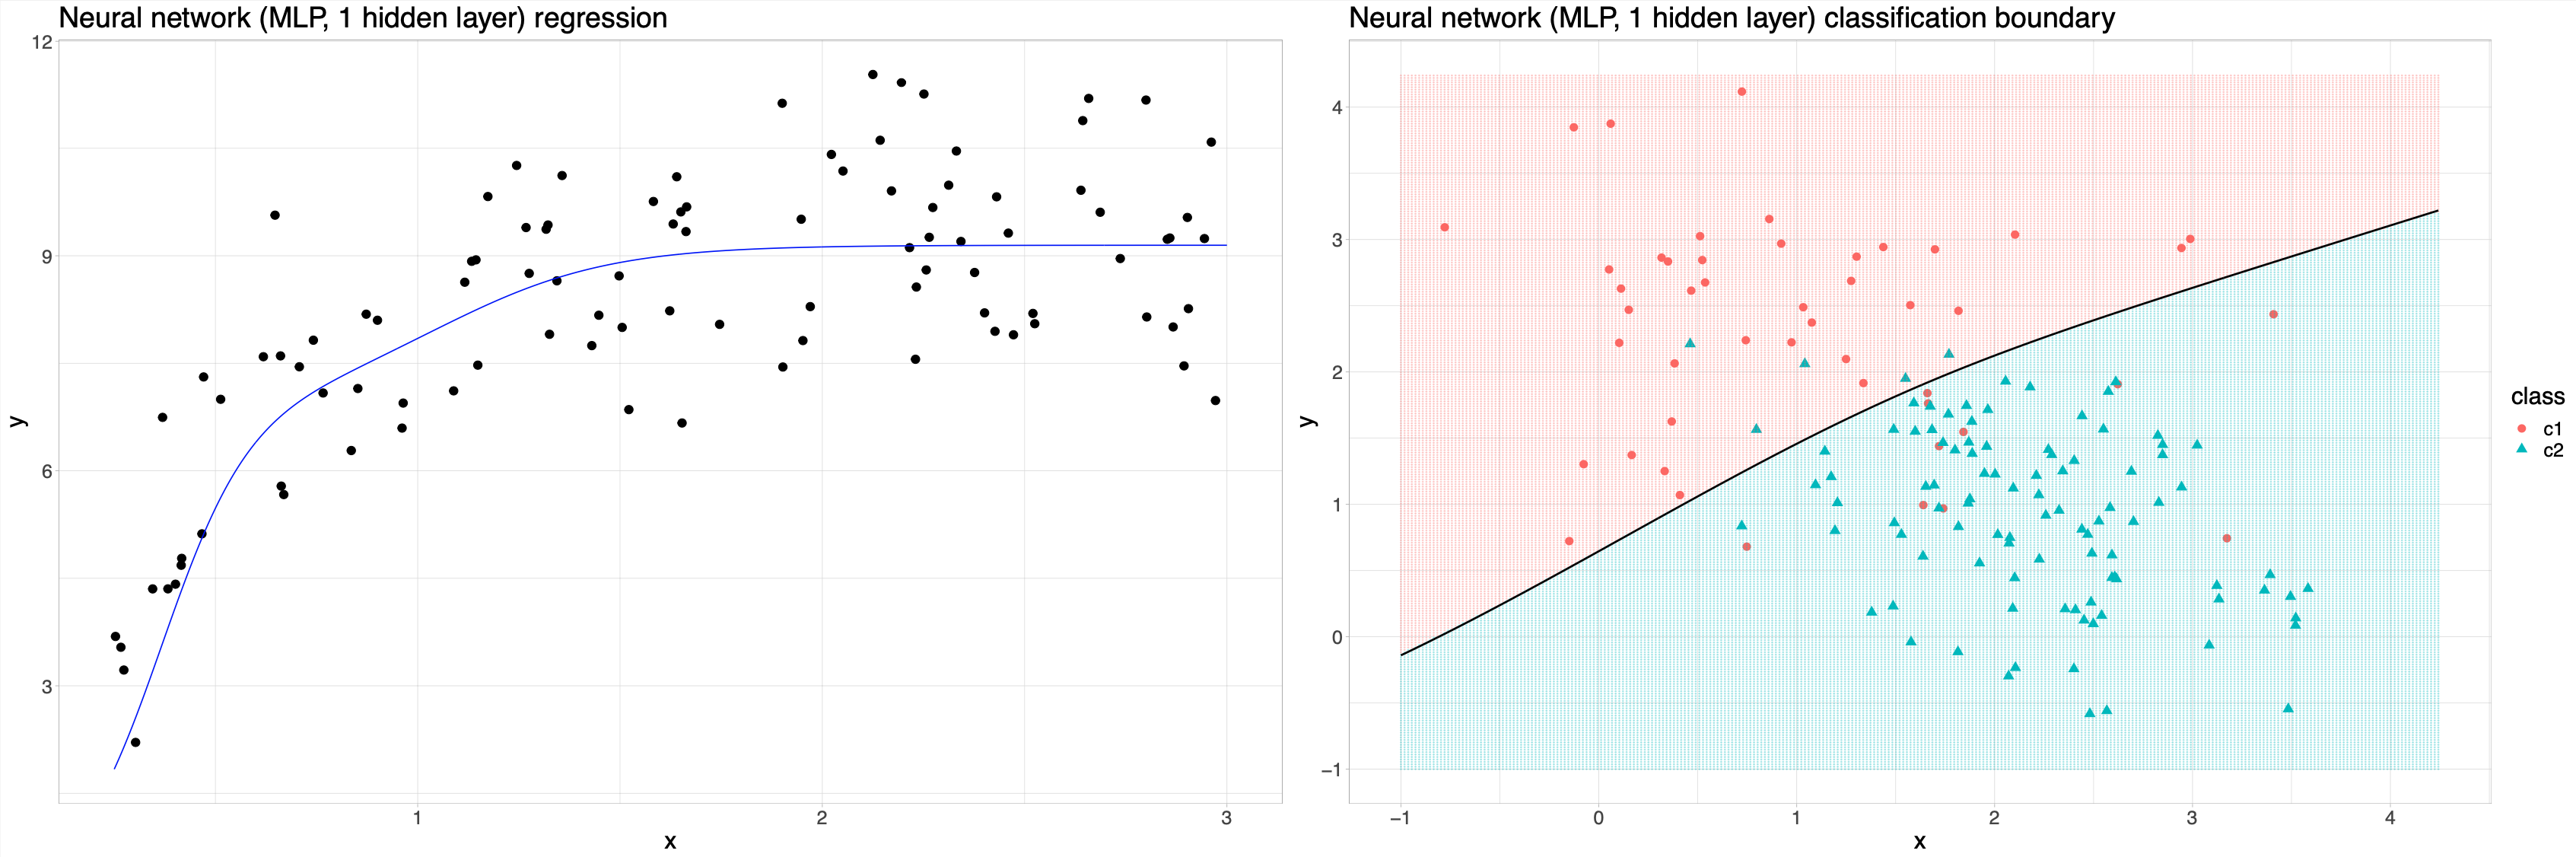 Neural network (MLP, 1 hidden layer) regression
12
9
6
3
y
1 2 3
x
Neural network (MLP, 1 hidden layer) classification boundary
4
3
2
1
0
−1
y
−1 0 1 2 3 4
x
class
c1
c2